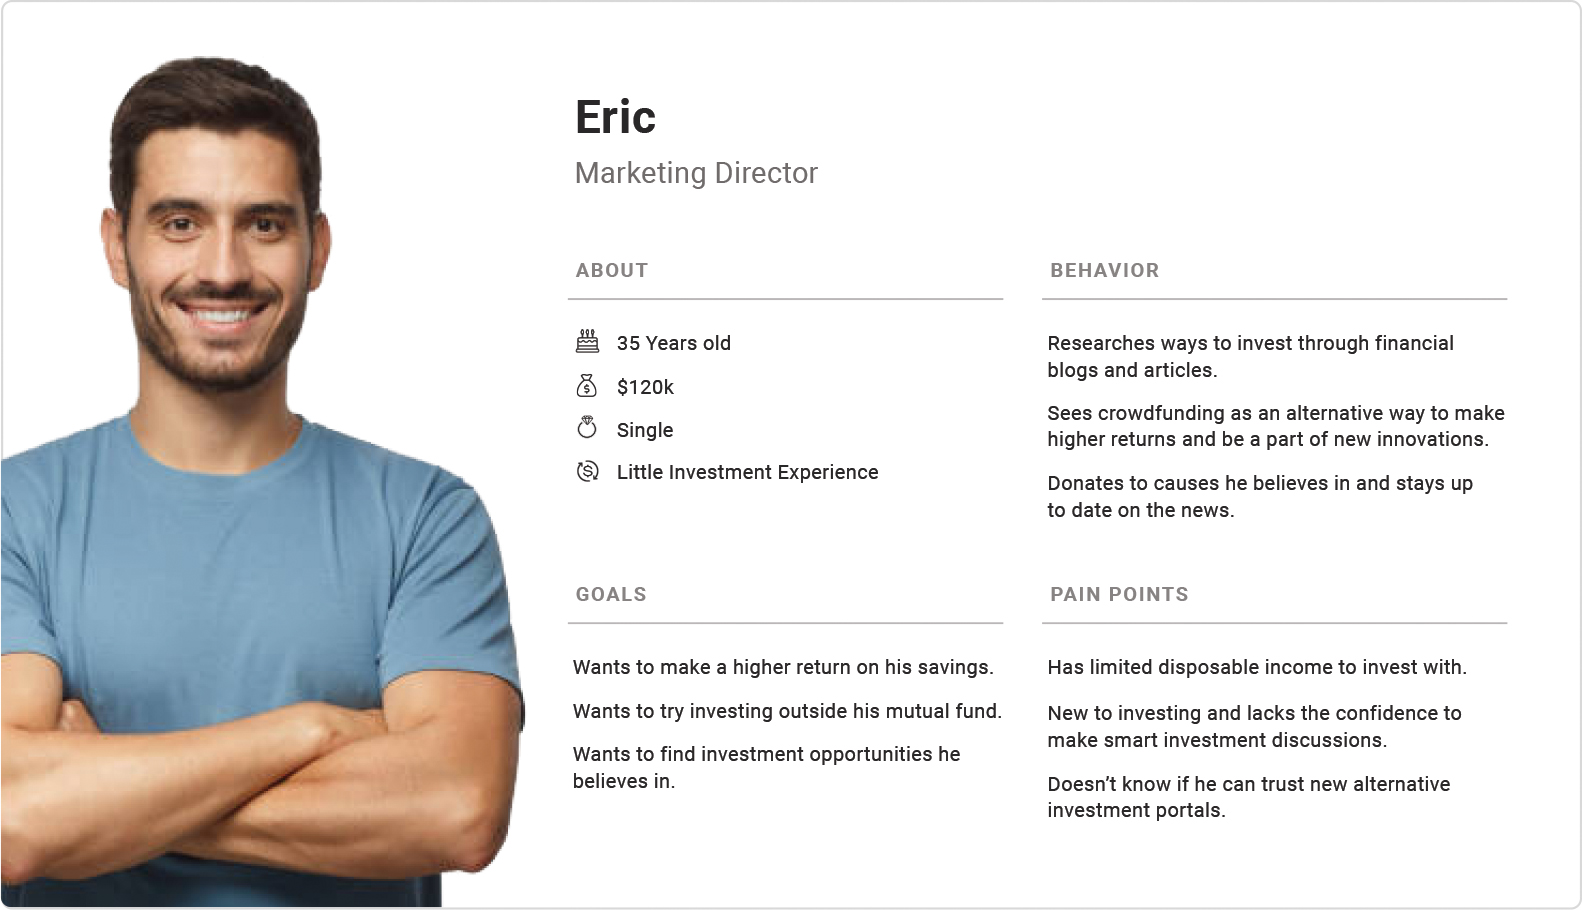 Eric
Marketing Director
ABOUT
35 Years old
$120k
Single
Little Investment Experience
BEHAVIOR
Researches ways to invest through financial
blogs and articles.
Sees crowdfunding as an alternative way to make
higher returns and be a part of new innovations.
Donates to causes he believes in and stays up
to date on the news.
GOALS
Wants to make a higher return on his savings.
Wants to try investing outside his mutual fund.
Wants to find investment opportunities he
believes in.
PAIN POINTS
Has limited disposable income to invest with.
New to investing and lacks the confidence to
make smart investment discussions.
Doesn’t know if he can trust new alternative
investment portals.